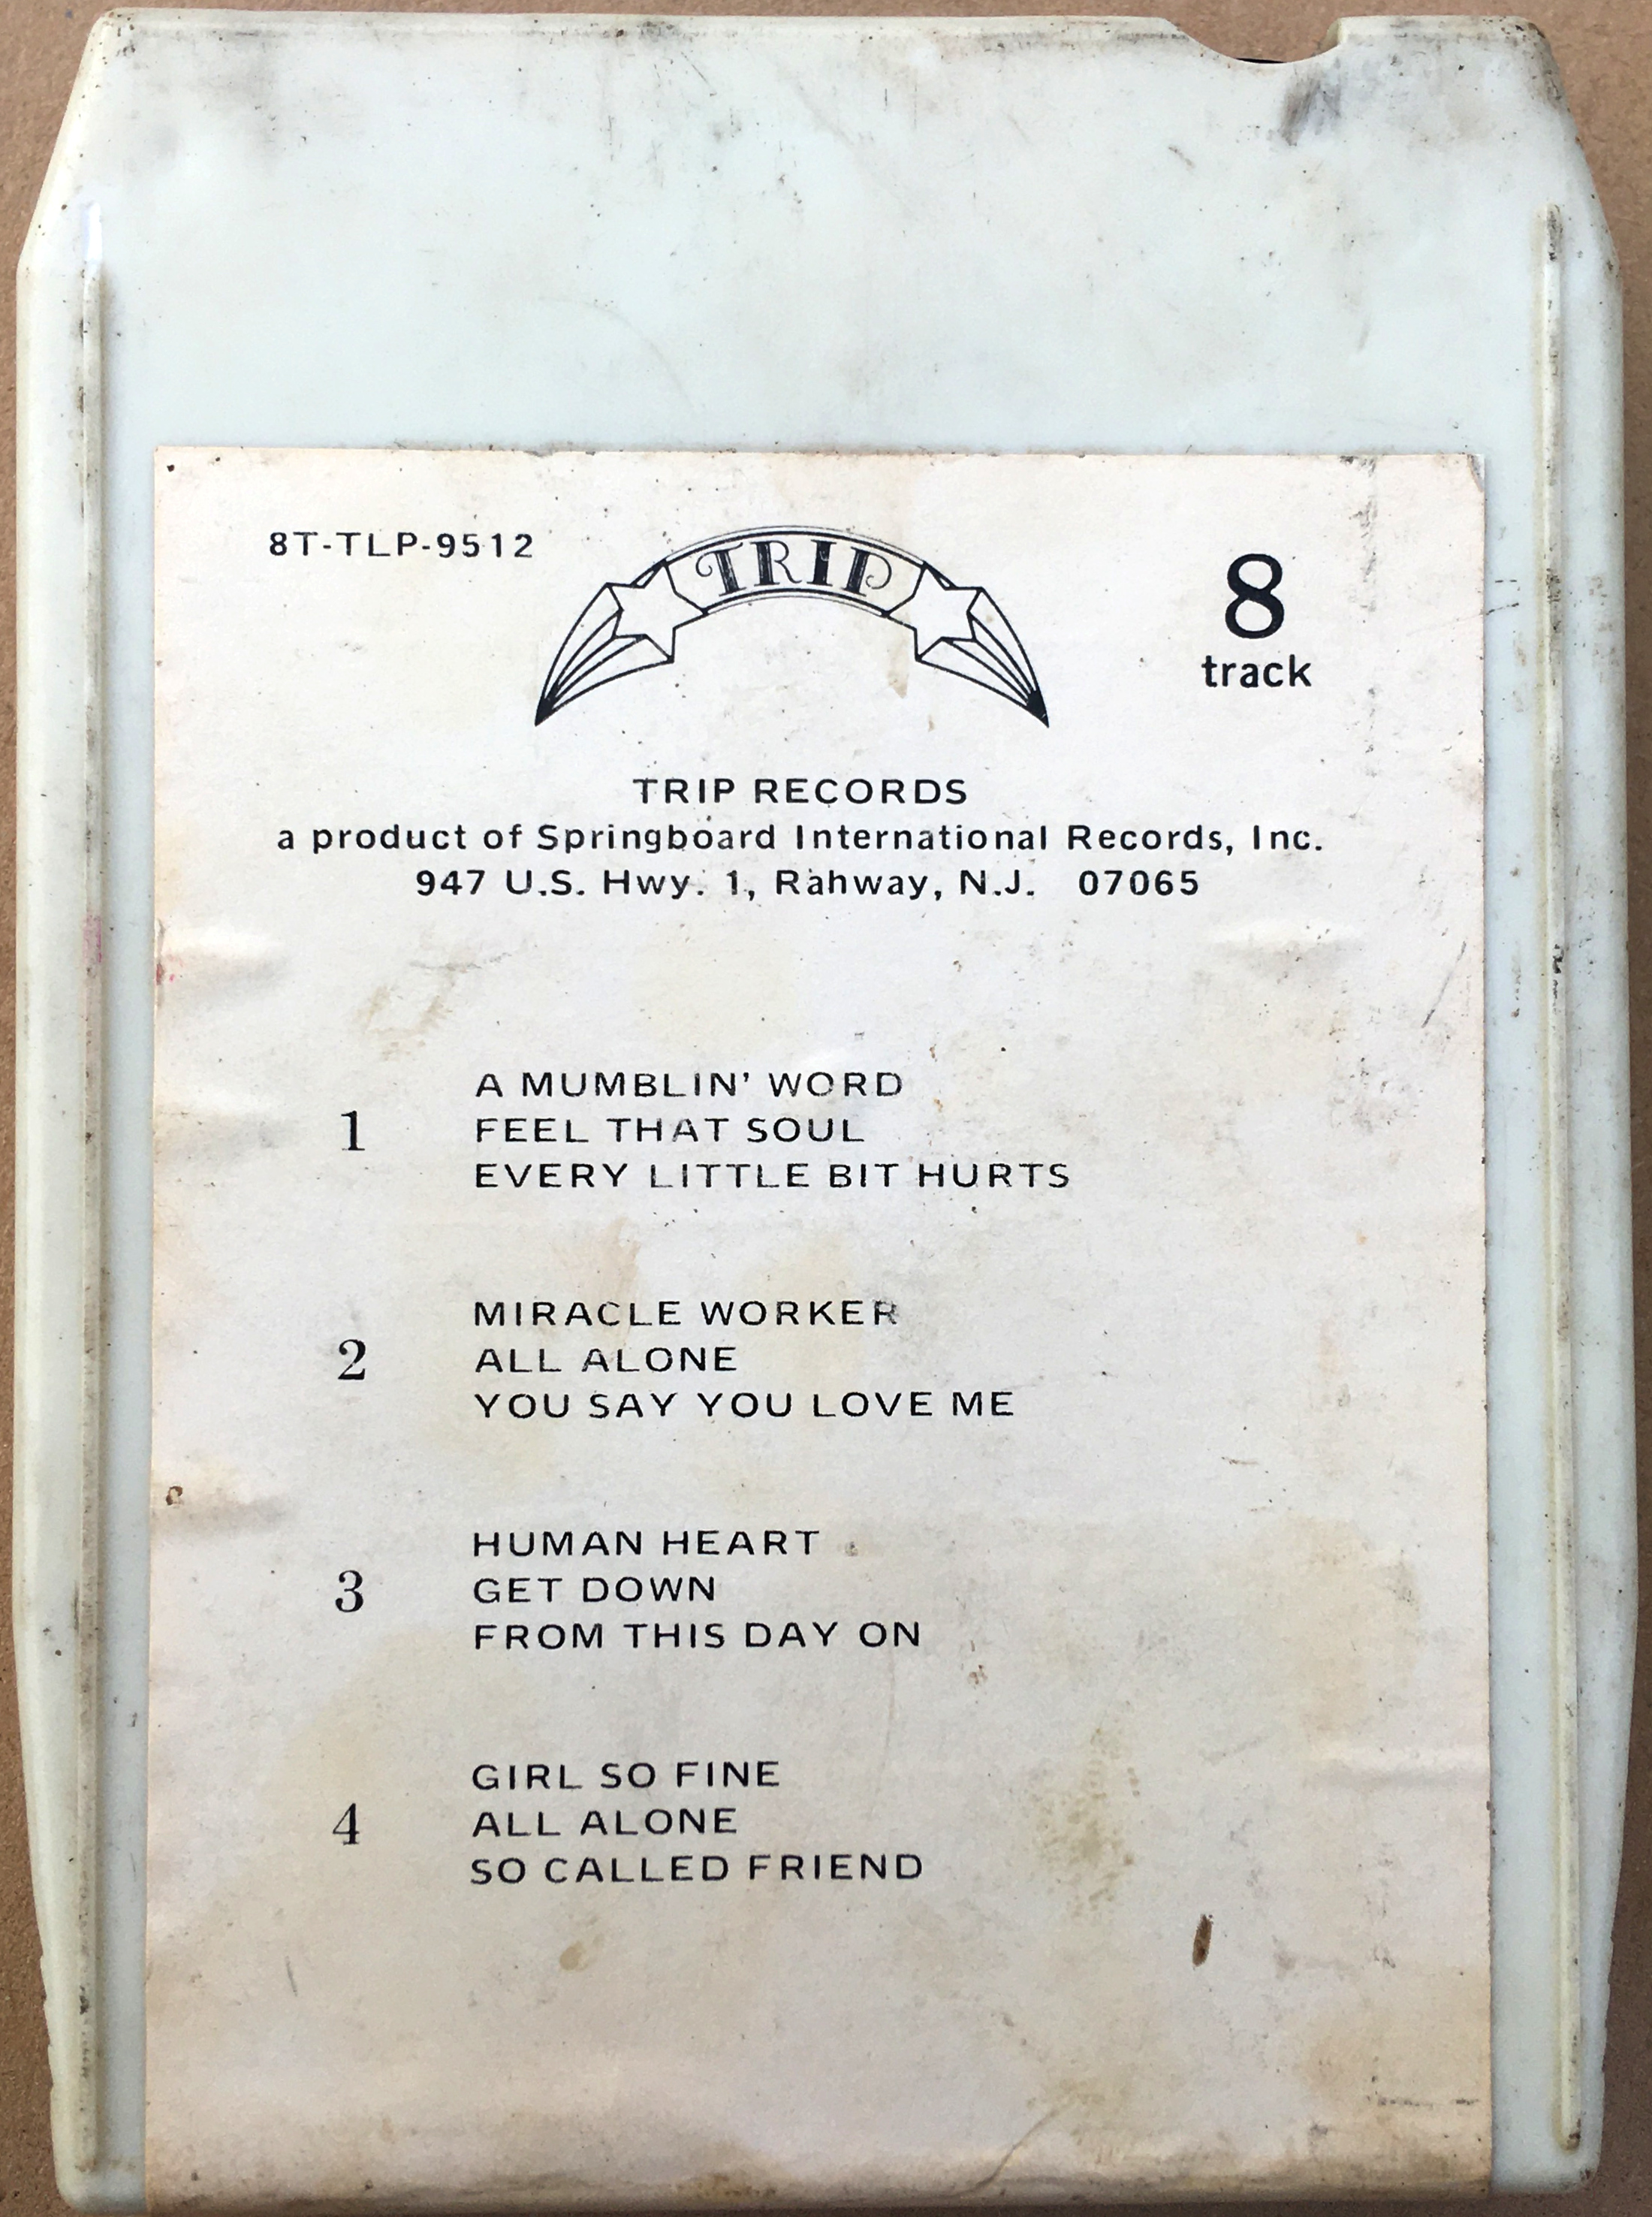 8T-TLP-9512
TRIP
8
track
TRIP RECORDS
a product of Springboard International Records, Inc.
947 U.S. Hwy. 1, Rahway, N.J. 07065
1
A MUMBLIN' WORD
FEEL THAT SOUL
EVERY LITTLE BIT HURTS
2
MIRACLE WORKER
ALL ALONE
YOU SAY YOU LOVE ME
3
HUMAN HEART
GET DOWN
FROM THIS DAY ON
4
GIRL SO FINE
ALL ALONE
SO CALLED FRIEND